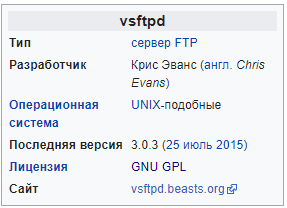 vsftpd
Тип сервер FTP
Разработчик Крис Эванс (англ. Chris
Evans)
Операционная UNIX-подобные
система
Последняя версия 3.0.3 (25 июль 2015)
Лицензия GNU GPL
Сайт vsftpd.beasts.org